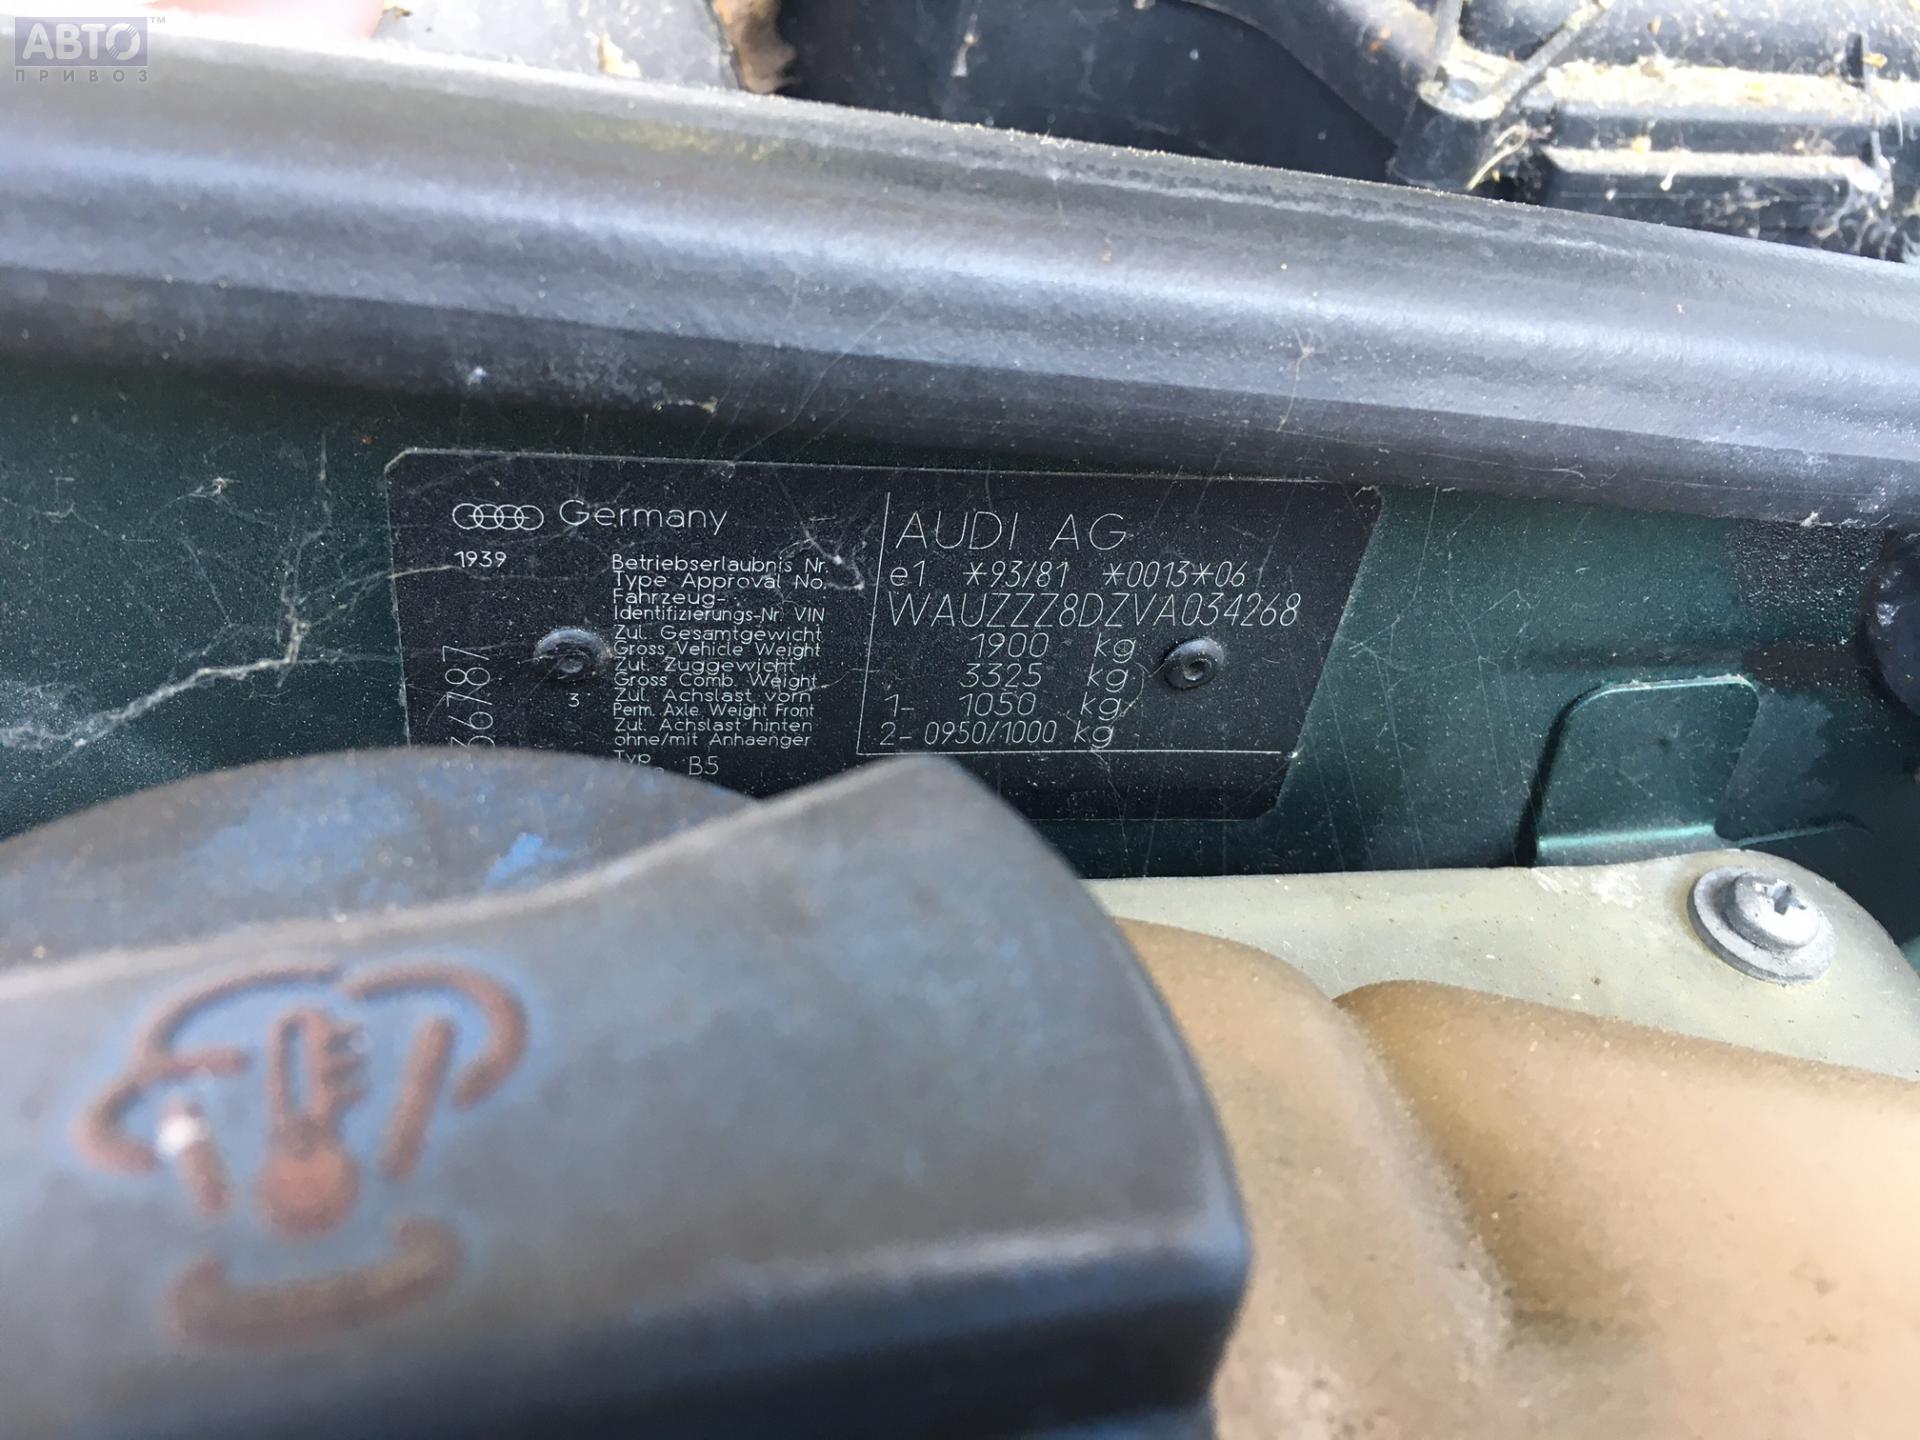 АВТО™
ПРИВОЗ
Germany
1939
AUDI AG
Betriebserlaubnis Nr.
Type Approval No.
e1 *93/81 *0013*06
Fahrzeug-
Identifizierungs-Nr. VIN
WAUZZZ8DZVA034268
Zul. Gesamtgewicht
Gross Vehicle Weight
1900 kg
Zul. Zuggewicht
Gross Comb. Weight
3325 kg
Zul. Achslast vorn
Perm. Axle Weight Front
1- 1050 kg
Zul. Achslast hinten
ohne/mit Anhaenger
2- 0950/1000 kg
Typ
B5
3